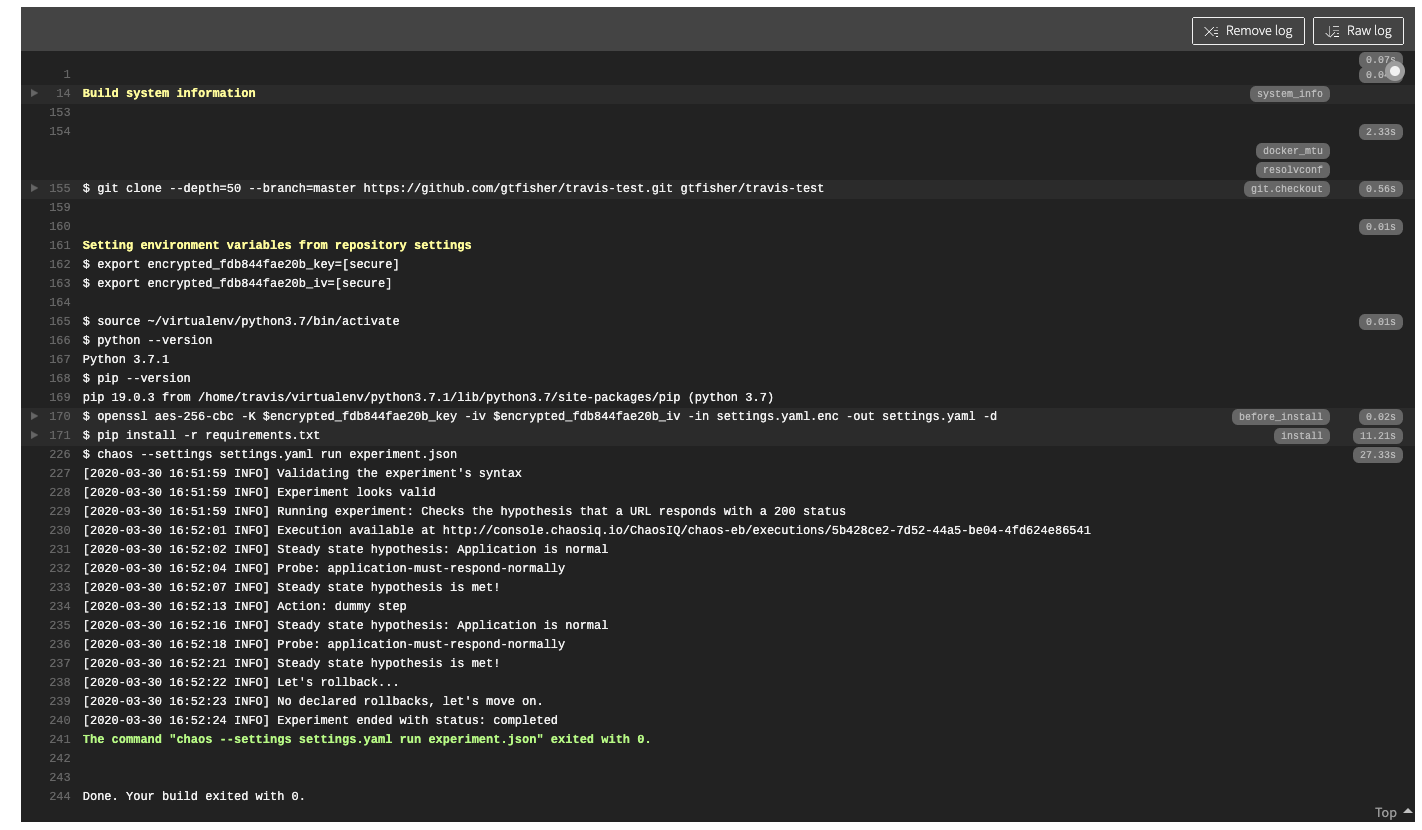 Remove log Raw log
0.07s
1
14 Build system information system_info
153
154 2.33s
docker_mtu
resolvconf
155 $ git clone --depth=50 --branch=master https://github.com/gtfisher/travis-test.git gtfisher/travis-test git.checkout 0.56s
159
160 0.01s
161 Setting environment variables from repository settings
162 $ export encrypted_fdb844fae20b_key=[secure]
163 $ export encrypted_fdb844fae20b_iv=[secure]
164
165 $ source ~/virtualenv/python3.7/bin/activate 0.01s
166 $ python --version
167 Python 3.7.1
168 $ pip --version
169 pip 19.0.3 from /home/travis/virtualenv/python3.7.1/lib/python3.7/site-packages/pip (python 3.7)
170 $ openssl aes-256-cbc -K $encrypted_fdb844fae20b_key -iv $encrypted_fdb844fae20b_iv -in settings.yaml.enc -out settings.yaml -d before_install 0.02s
171 $ pip install -r requirements.txt install 11.21s
226 $ chaos --settings settings.yaml run experiment.json 27.33s
227 [2020-03-30 16:51:59 INFO] Validating the experiment's syntax
228 [2020-03-30 16:51:59 INFO] Experiment looks valid
229 [2020-03-30 16:51:59 INFO] Running experiment: Checks the hypothesis that a URL responds with a 200 status
230 [2020-03-30 16:52:01 INFO] Execution available at http://console.chaosiq.io/ChaosIQ/chaos-eb/executions/5b428ce2-7d52-44a5-be04-4fd624e86541
231 [2020-03-30 16:52:02 INFO] Steady state hypothesis: Application is normal
232 [2020-03-30 16:52:04 INFO] Probe: application-must-respond-normally
233 [2020-03-30 16:52:07 INFO] Steady state hypothesis is met!
234 [2020-03-30 16:52:13 INFO] Action: dummy step
235 [2020-03-30 16:52:16 INFO] Steady state hypothesis: Application is normal
236 [2020-03-30 16:52:18 INFO] Probe: application-must-respond-normally
237 [2020-03-30 16:52:21 INFO] Steady state hypothesis is met!
238 [2020-03-30 16:52:22 INFO] Let's rollback...
239 [2020-03-30 16:52:23 INFO] No declared rollbacks, let's move on.
240 [2020-03-30 16:52:24 INFO] Experiment ended with status: completed
241 The command "chaos --settings settings.yaml run experiment.json" exited with 0.
242
243
244 Done. Your build exited with 0.
Top